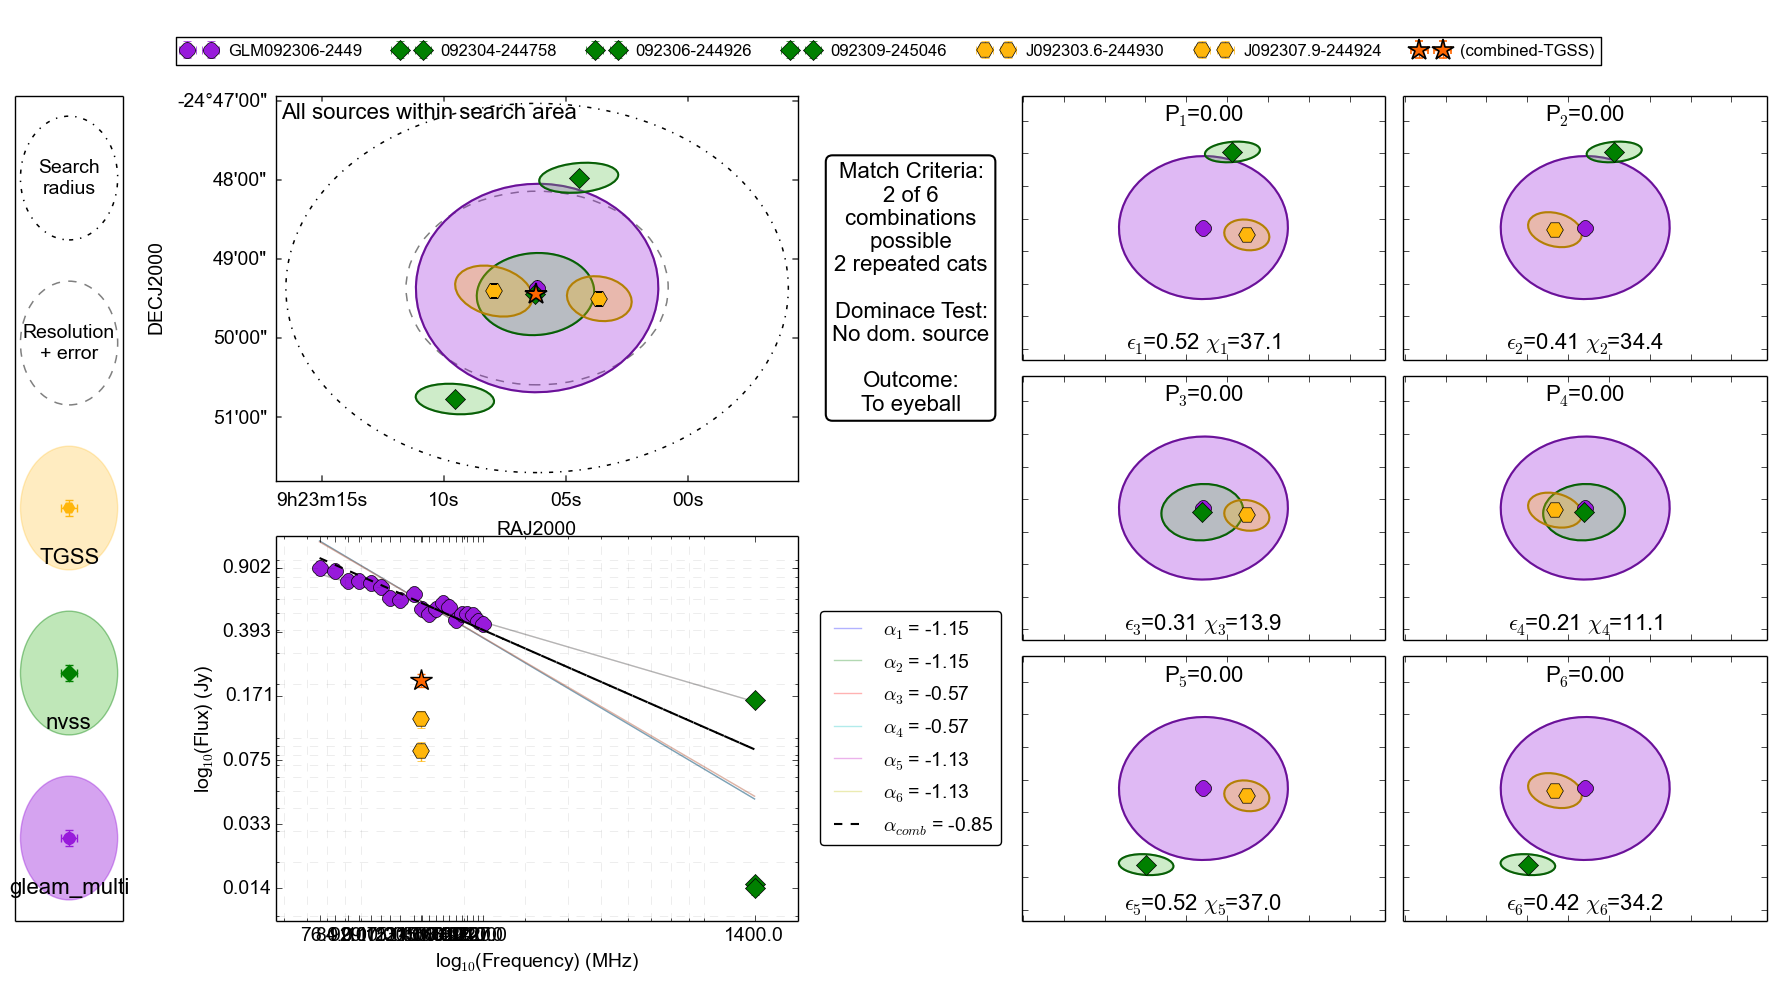 GLM092306-2449 092304-244758 092306-244926 092309-245046 J092303.6-244930 J092307.9-244924 (combined-TGSS)
Search
radius
Resolution
+ error
TGSS
nvss
gleam_multi
All sources within search area
-24°47'00"
48'00"
49'00"
50'00"
51'00"
DECJ2000
9h23m15s 10s 05s 00s
RAJ2000
Match Criteria:
2 of 6
combinations
possible
2 repeated cats
Dominace Test:
No dom. source
Outcome:
To eyeball
0.902
0.393
0.171
0.075
0.033
0.014
log10(Flux) (Jy)
1400.0
log10(Frequency) (MHz)
α1 = -1.15
α2 = -1.15
α3 = -0.57
α4 = -0.57
α5 = -1.13
α6 = -1.13
αcomb = -0.85
P1=0.00
ϵ1=0.52 χ1=37.1
P2=0.00
ϵ2=0.41 χ2=34.4
P3=0.00
ϵ3=0.31 χ3=13.9
P4=0.00
ϵ4=0.21 χ4=11.1
P5=0.00
ϵ5=0.52 χ5=37.0
P6=0.00
ϵ6=0.42 χ6=34.2